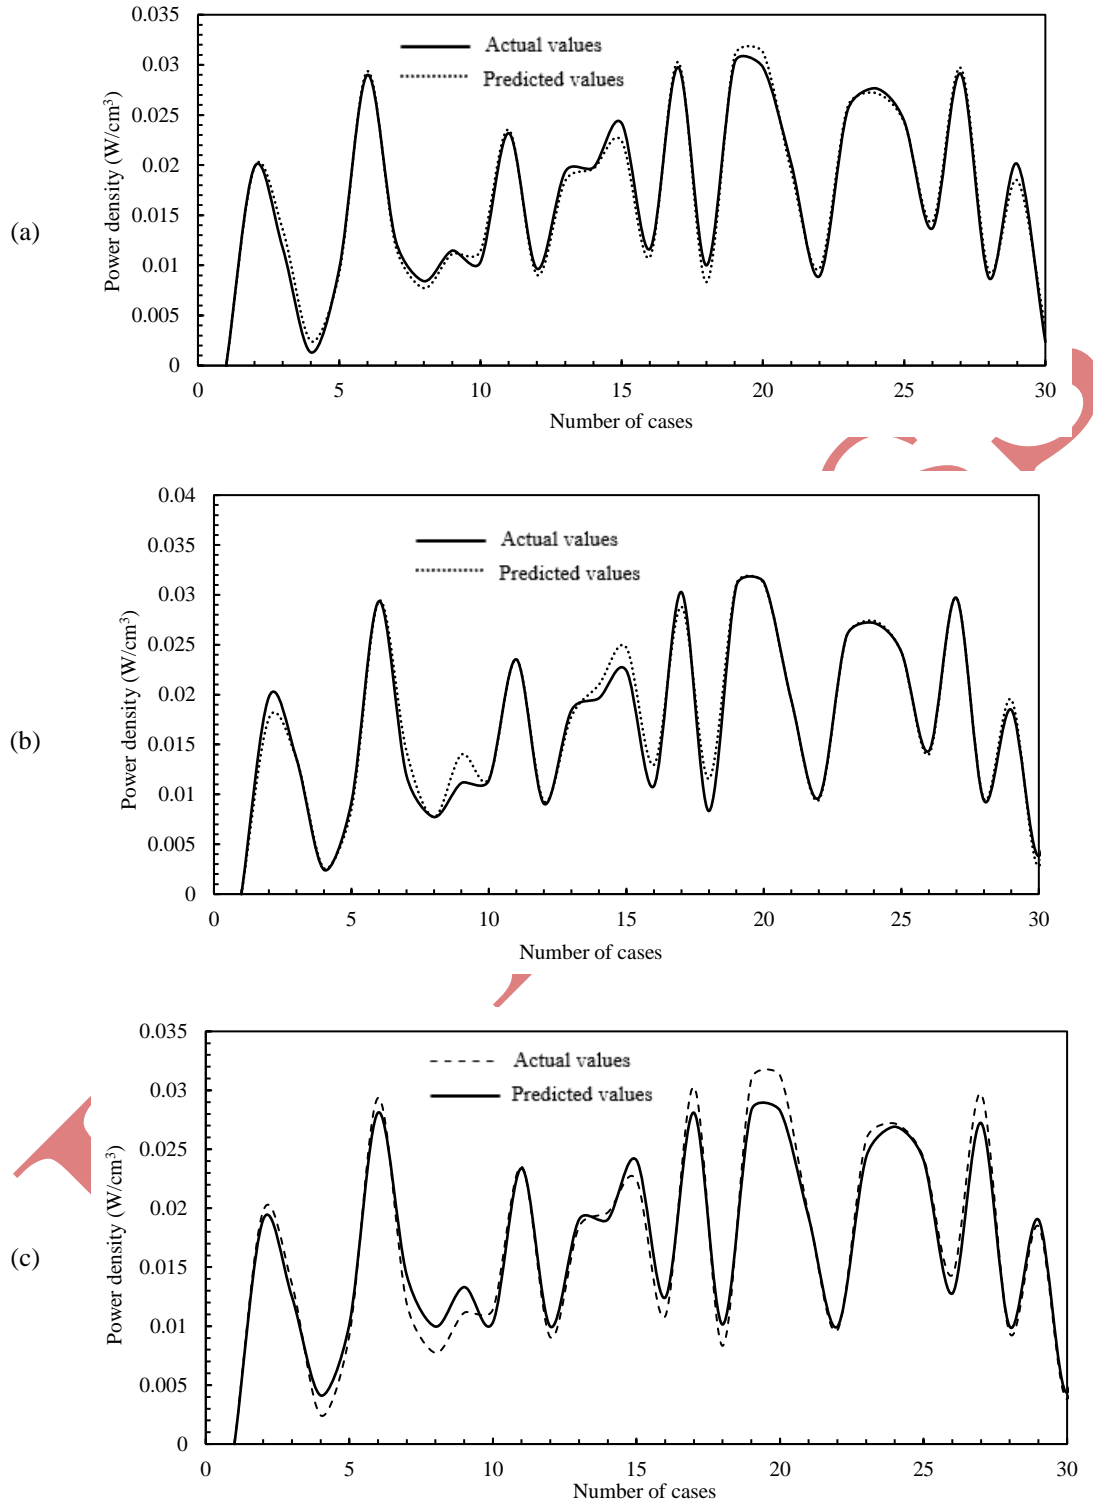 (a)
Power density (W/cm³)
0.035
0.03
0.025
0.02
0.015
0.01
0.005
0
Actual values
Predicted values
0 5 10 15 20 25 30
Number of cases
(b)
Power density (W/cm³)
0.04
0.035
0.03
0.025
0.02
0.015
0.01
0.005
0
Actual values
Predicted values
0 5 10 15 20 25 30
Number of cases
(c)
Power density (W/cm³)
0.035
0.03
0.025
0.02
0.015
0.01
0.005
0
Actual values
Predicted values
0 5 10 15 20 25 30
Number of cases